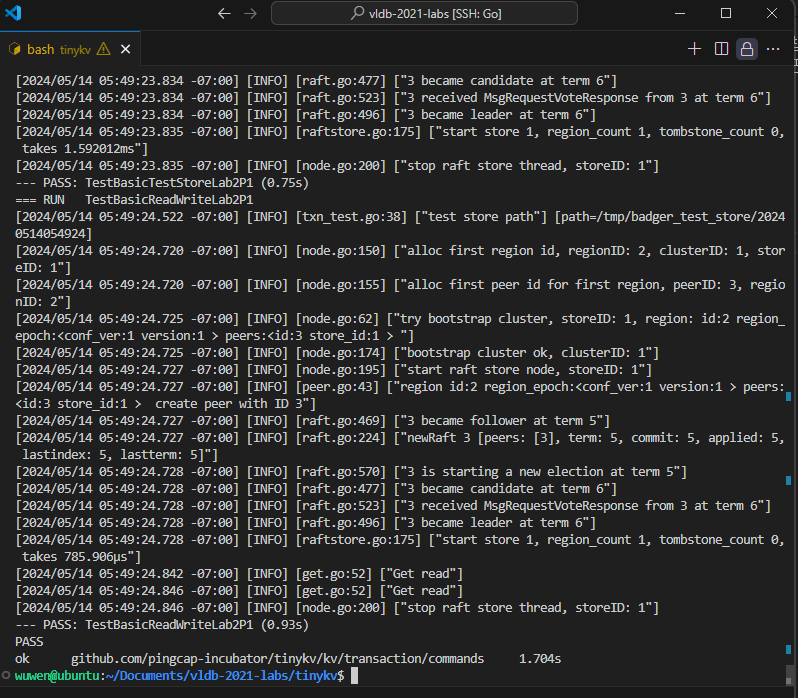 vldb-2021-labs [SSH: Go]
bash tinykv
[2024/05/14 05:49:23.834 -07:00] [INFO] [raft.go:477] ["3 became candidate at term 6"]
[2024/05/14 05:49:23.834 -07:00] [INFO] [raft.go:523] ["3 received MsgRequestVoteResponse from 3 at term 6"]
[2024/05/14 05:49:23.834 -07:00] [INFO] [raft.go:496] ["3 became leader at term 6"]
[2024/05/14 05:49:23.835 -07:00] [INFO] [raftstore.go:175] ["start store 1, region_count 1, tombstone_count 0,
 takes 1.592012ms"]
[2024/05/14 05:49:23.835 -07:00] [INFO] [node.go:200] ["stop raft store thread, storeID: 1"]
--- PASS: TestBasicTestStoreLab2P1 (0.75s)
=== RUN   TestBasicReadWriteLab2P1
[2024/05/14 05:49:24.522 -07:00] [INFO] [txn_test.go:38] ["test store path"] [path=/tmp/badger_test_store/2024
0514054924]
[2024/05/14 05:49:24.720 -07:00] [INFO] [node.go:150] ["alloc first region id, regionID: 2, clusterID: 1, stor
eID: 1"]
[2024/05/14 05:49:24.720 -07:00] [INFO] [node.go:155] ["alloc first peer id for first region, peerID: 3, regio
nID: 2"]
[2024/05/14 05:49:24.725 -07:00] [INFO] [node.go:62] ["try bootstrap cluster, storeID: 1, region: id:2 region_
epoch:<conf_ver:1 version:1 > peers:<id:3 store_id:1 > "]
[2024/05/14 05:49:24.725 -07:00] [INFO] [node.go:174] ["bootstrap cluster ok, clusterID: 1"]
[2024/05/14 05:49:24.727 -07:00] [INFO] [node.go:195] ["start raft store node, storeID: 1"]
[2024/05/14 05:49:24.727 -07:00] [INFO] [peer.go:43] ["region id:2 region_epoch:<conf_ver:1 version:1 > peers:
<id:3 store_id:1 >  create peer with ID 3"]
[2024/05/14 05:49:24.727 -07:00] [INFO] [raft.go:469] ["3 became follower at term 5"]
[2024/05/14 05:49:24.727 -07:00] [INFO] [raft.go:224] ["newRaft 3 [peers: [3], term: 5, commit: 5, applied: 5,
 lastindex: 5, lastterm: 5]"]
[2024/05/14 05:49:24.728 -07:00] [INFO] [raft.go:570] ["3 is starting a new election at term 5"]
[2024/05/14 05:49:24.728 -07:00] [INFO] [raft.go:477] ["3 became candidate at term 6"]
[2024/05/14 05:49:24.728 -07:00] [INFO] [raft.go:523] ["3 received MsgRequestVoteResponse from 3 at term 6"]
[2024/05/14 05:49:24.728 -07:00] [INFO] [raft.go:496] ["3 became leader at term 6"]
[2024/05/14 05:49:24.728 -07:00] [INFO] [raftstore.go:175] ["start store 1, region_count 1, tombstone_count 0,
 takes 785.906µs"]
[2024/05/14 05:49:24.842 -07:00] [INFO] [get.go:52] ["Get read"]
[2024/05/14 05:49:24.846 -07:00] [INFO] [get.go:52] ["Get read"]
[2024/05/14 05:49:24.846 -07:00] [INFO] [node.go:200] ["stop raft store thread, storeID: 1"]
--- PASS: TestBasicReadWriteLab2P1 (0.93s)
PASS
ok      github.com/pingcap-incubator/tinykv/kv/transaction/commands     1.704s
wuwen@ubuntu:~/Documents/vldb-2021-labs/tinykv$